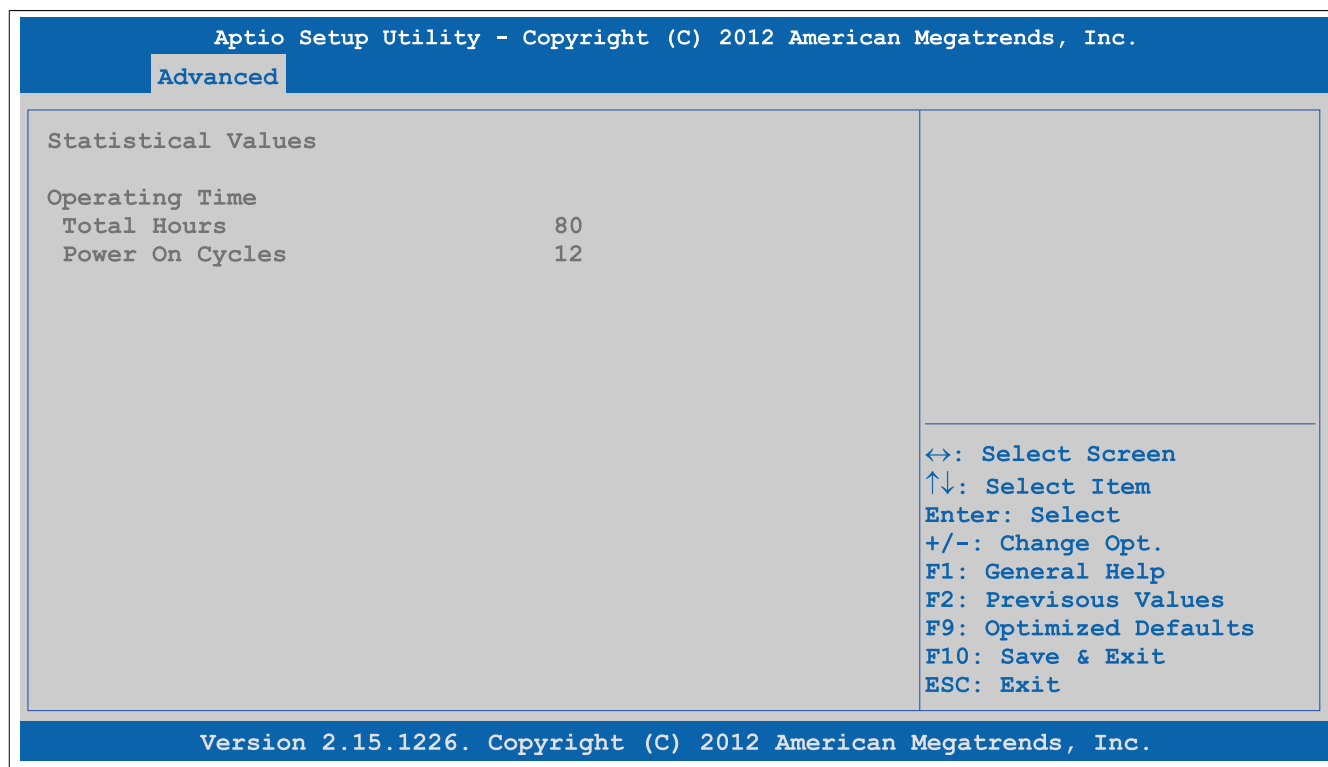 Aptio Setup Utility - Copyright (C) 2012 American Megatrends, Inc.
Advanced
Statistical Values
Operating Time
Total Hours 80
Power On Cycles 12
↔: Select Screen
↑↓: Select Item
Enter: Select
+/-: Change Opt.
F1: General Help
F2: Previsous Values
F9: Optimized Defaults
F10: Save & Exit
ESC: Exit
Version 2.15.1226. Copyright (C) 2012 American Megatrends, Inc.